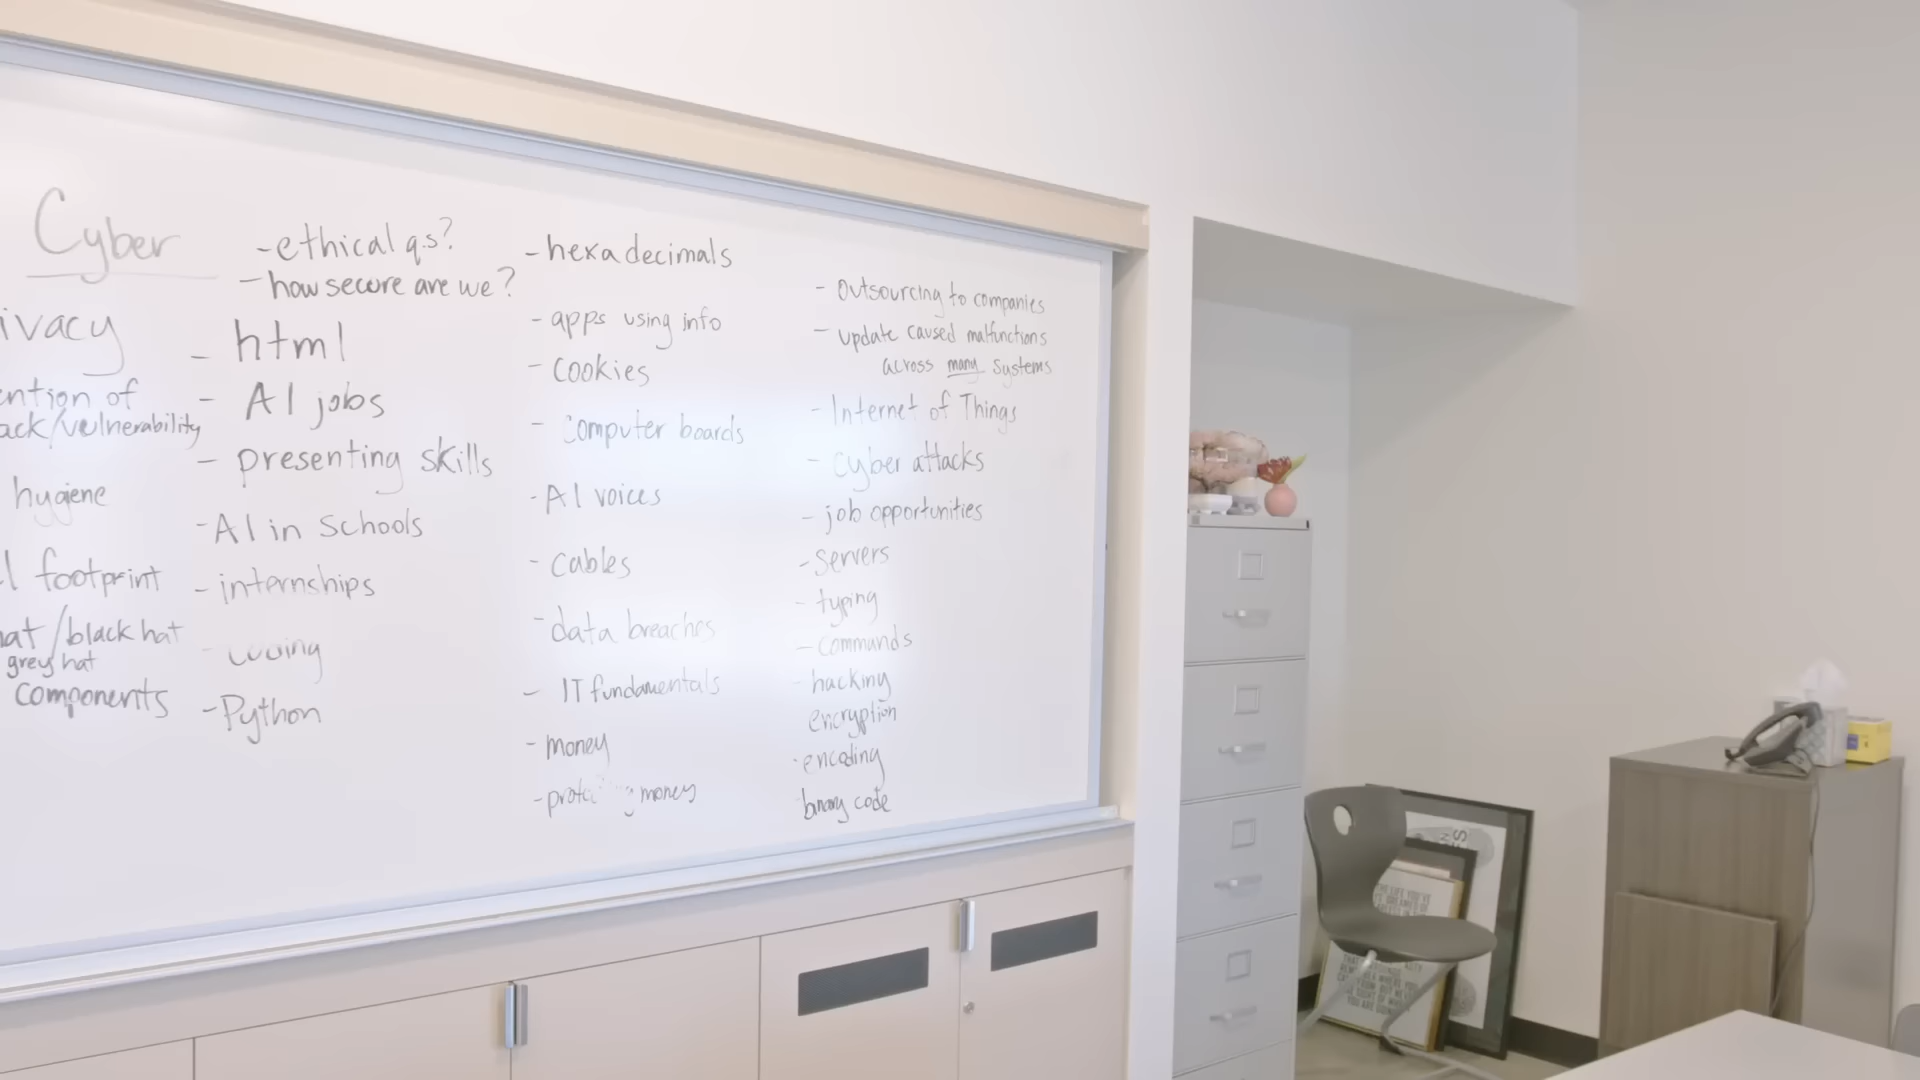 Cyber
ivacy
ention of
ack/vulnerability
hygiene
l footprint
hat/black hat
grey hat
components
- ethical q.s?
- how secure are we?
- html
- AI jobs
- presenting skills
- AI in Schools
- internships
- coding
- Python
- hexadecimals
- apps using info
- cookies
- computer boards
- AI voices
- cables
- data breaches
- IT fundamentals
- money
- money
- Outsourcing to companies
- update caused malfunctions
across many systems
- Internet of Things
- cyber attacks
- job opportunities
- servers
- typing
- commands
- hacking
encryption
- encoding
binary code